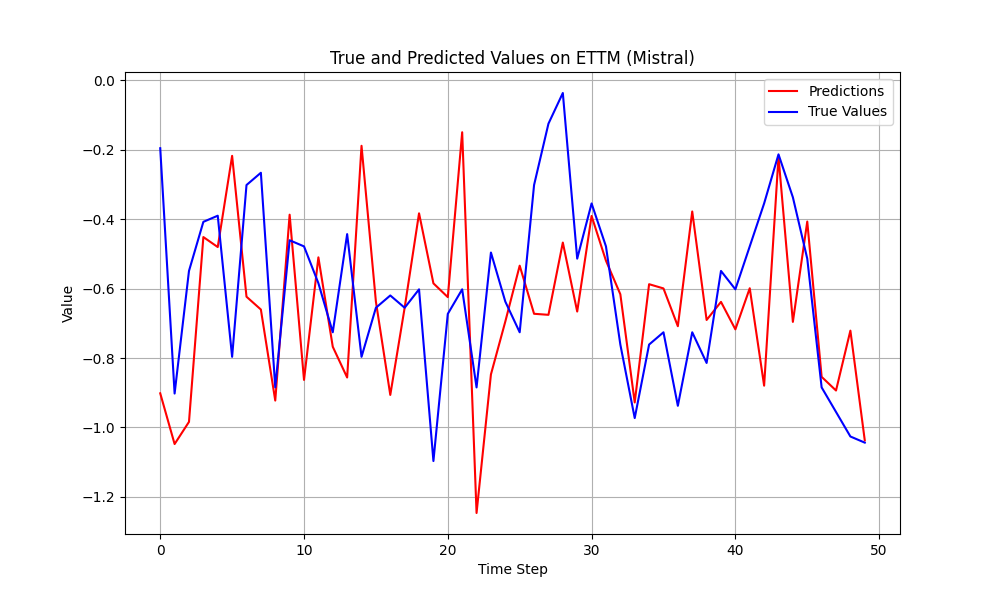 True and Predicted Values on ETTM (Mistral)
Predictions
True Values
0.0
−0.2
−0.4
−0.6
−0.8
−1.0
−1.2
Value
0 10 20 30 40 50
Time Step